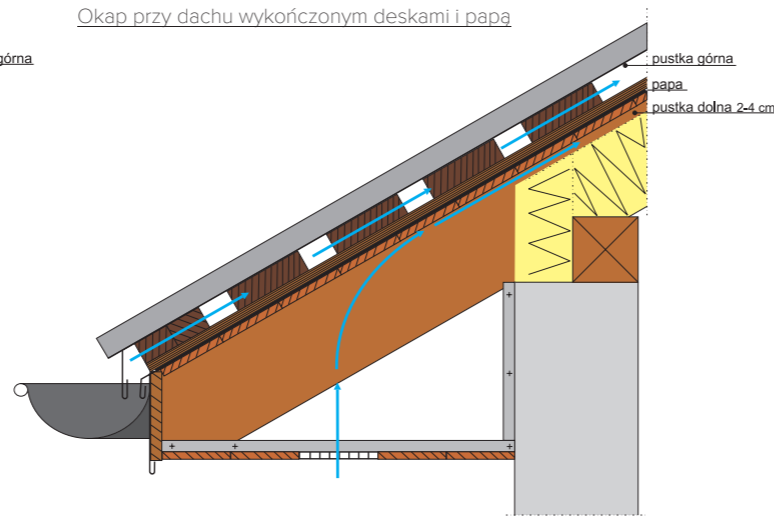 Okap przy dachu wykończonym deskami i papą
górna
pustka górna
papa
pustka dolna 2-4 cm